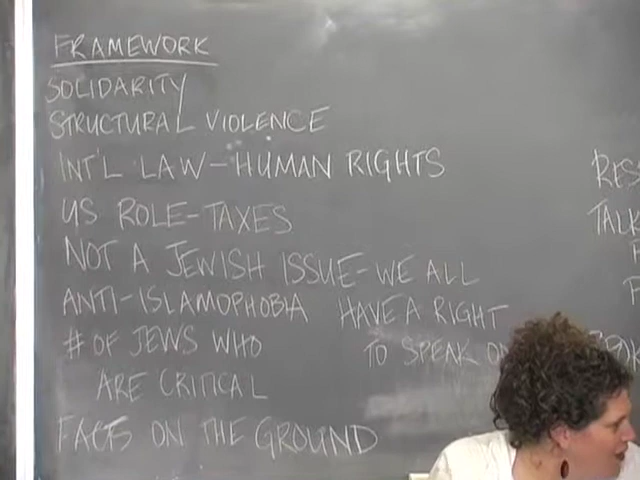 FRAMEWORK
SOLIDARITY
STRUCTURAL VIOLENCE
INT'L LAW-HUMAN RIGHTS
US ROLE-TAXES
NOT A JEWISH ISSUE-WE ALL
HAVE A RIGHT
TO SPEAK
ANTI-ISLAMOPHOBIA
# OF JEWS WHO
ARE CRITICAL
FACTS ON THE GROUND
TALK